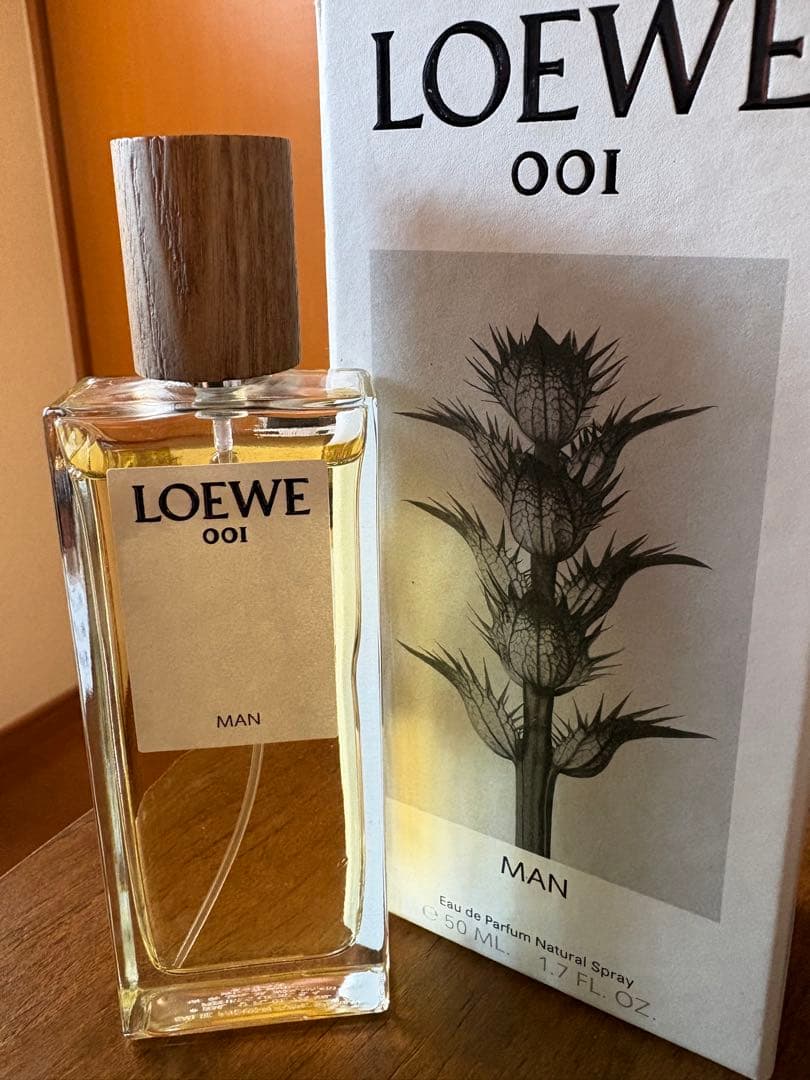 LOEWE
001
MAN
LOEWE
001
MAN
Eau de Parfum Natural Spray
℮ 50 ML. 1.7 FL. OZ.